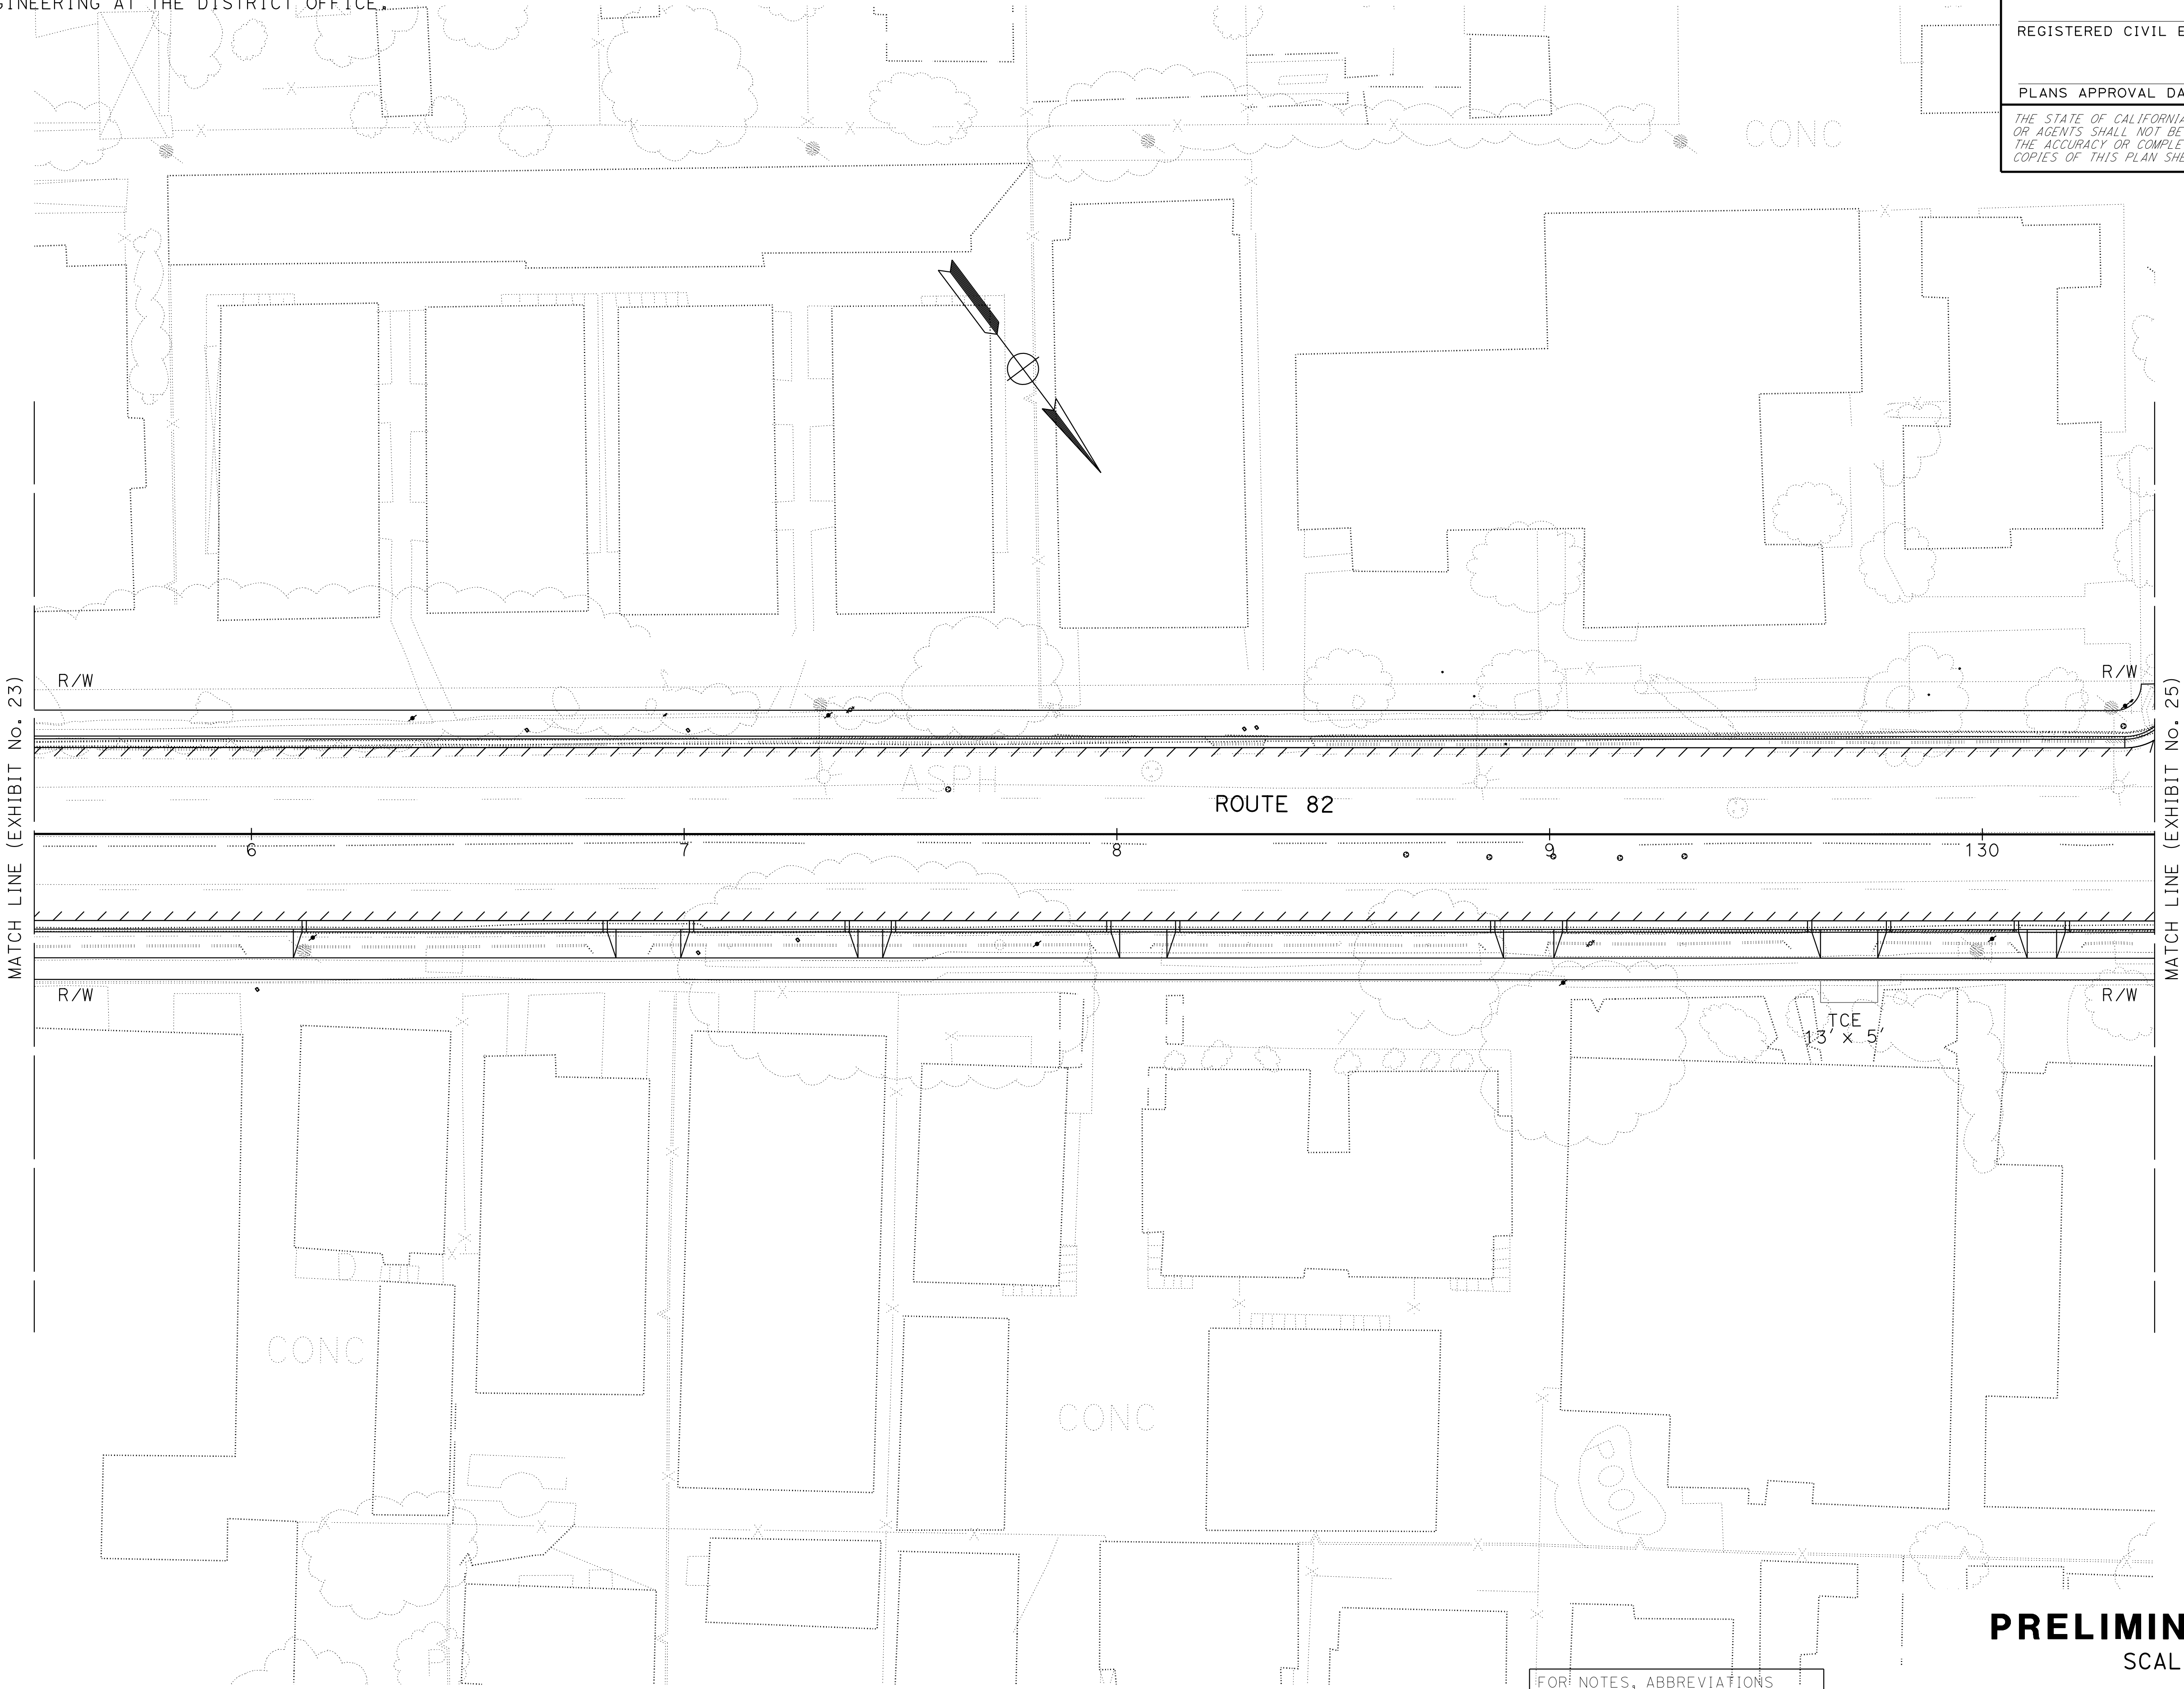 ENGINEERING AT THE DISTRICT OFFICE.
REGISTERED CIVIL E
PLANS APPROVAL DA
THE STATE OF CALIFORNIA
OR AGENTS SHALL NOT BE
THE ACCURACY OR COMPLE
COPIES OF THIS PLAN SHE
CONC
R/W
R/W
MATCH LINE (EXHIBIT No. 23)
MATCH LINE (EXHIBIT No. 25)
ASPH
ROUTE 82
6
7
8
9
130
R/W
R/W
TCE
13' x 5'
D
CONC
CONC
POOL
P
PRELIMIN
SCAL
FOR NOTES, ABBREVIATIONS